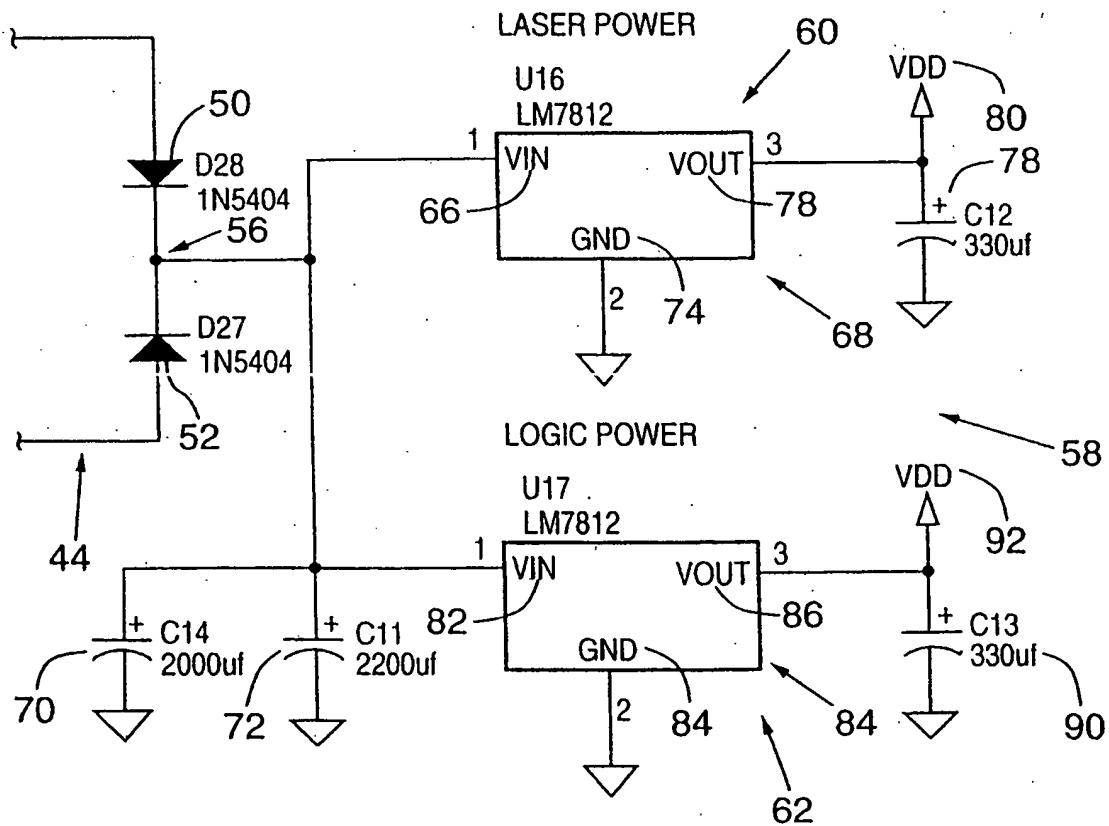 LASER POWER
60
U16
LM7812
VDD
80
50
1
VIN
VOUT
3
78
D28
1N5404
66
78
+
C12
330uf
56
GND
74
2
68
D27
1N5404
52
LOGIC POWER
58
U17
LM7812
VDD
92
44
1
VIN
VOUT
3
82
86
+
C14
2000uf
+
C11
2200uf
+
C13
330uf
GND
70
72
2
84
84
90
62